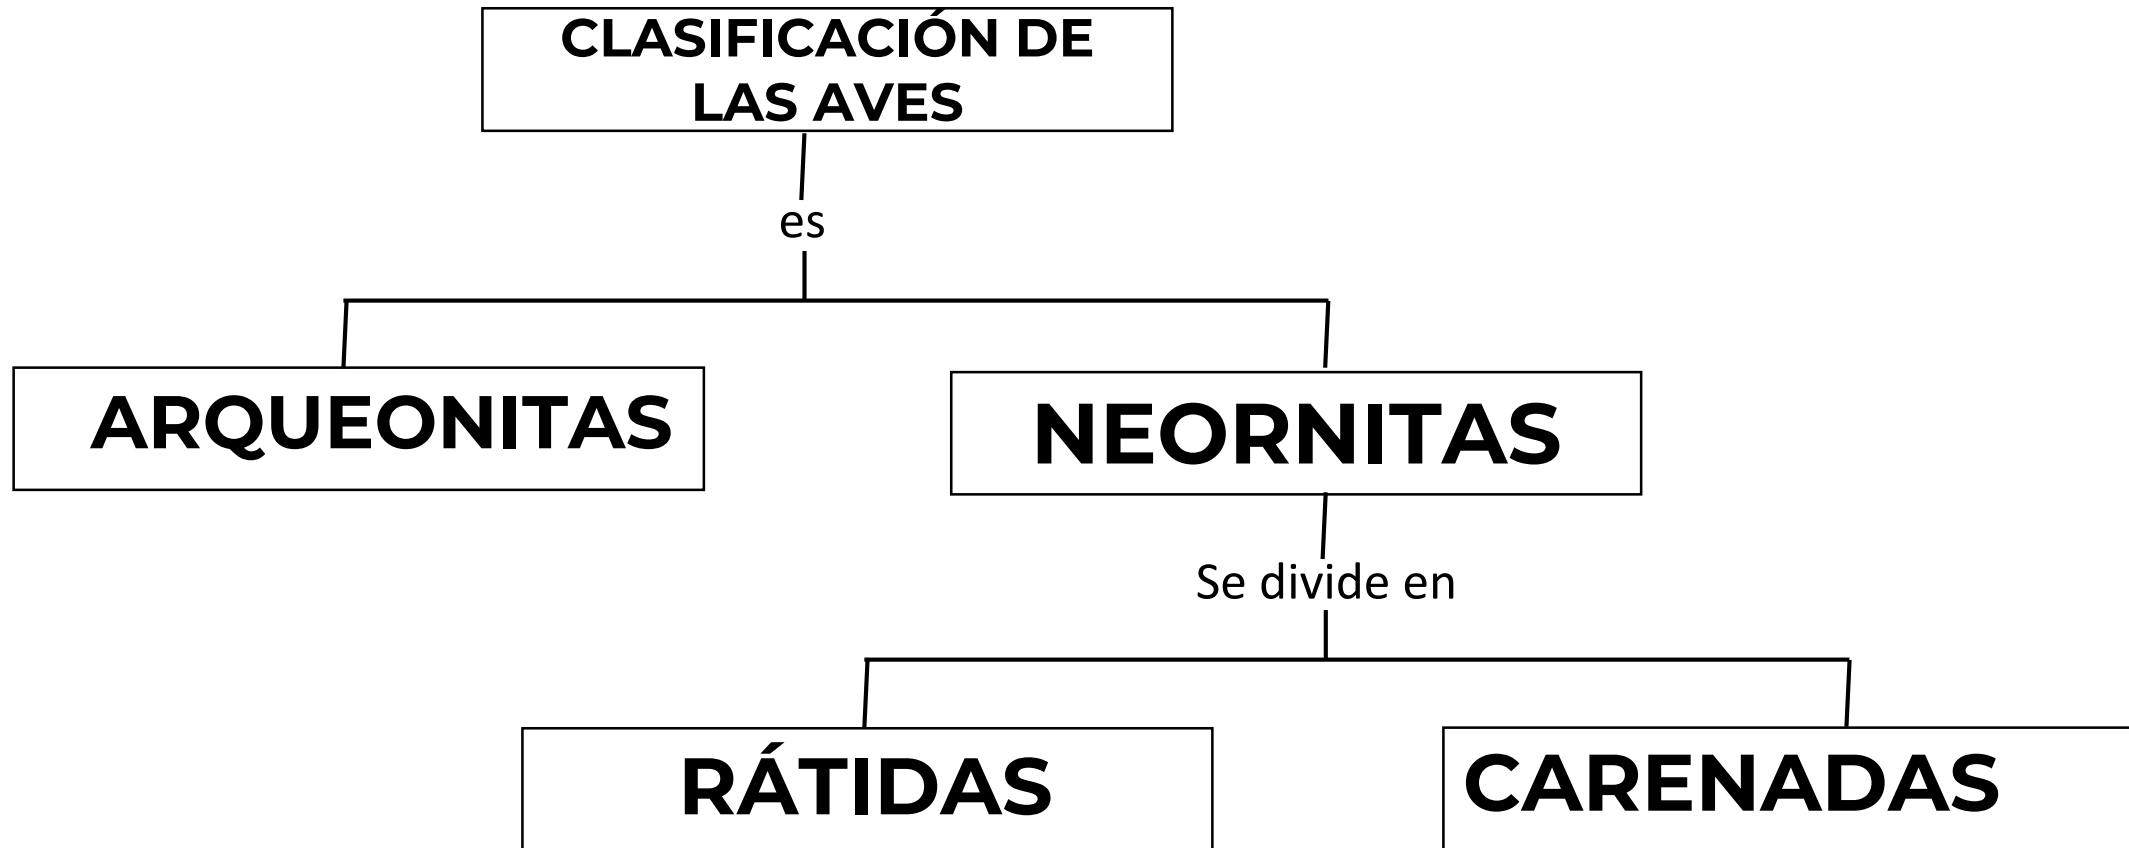 CLASIFICACIÓN DE
LAS AVES
es
ARQUEONITAS
NEORNITAS
Se divide en
RÁTIDAS
CARENADAS